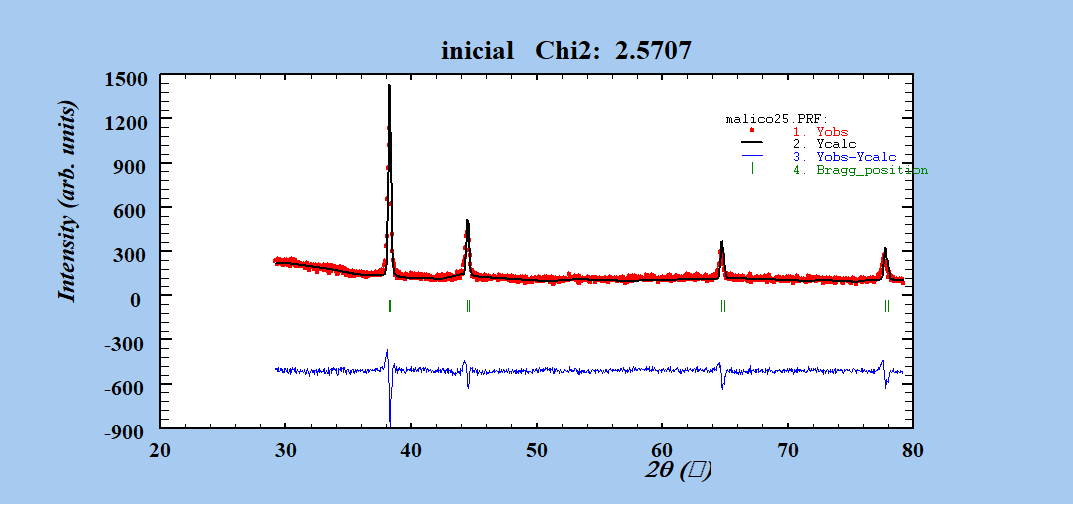 inicial Chi2: 2.5707
Intensity (arb. units)
1500
1200
900
600
300
0
-300
-600
-900
malico25.PRF:
1. Yobs
2. Ycalc
3. Yobs-Ycalc
4. Bragg_position
20 30 40 50 60 70 80
2θ (▯)